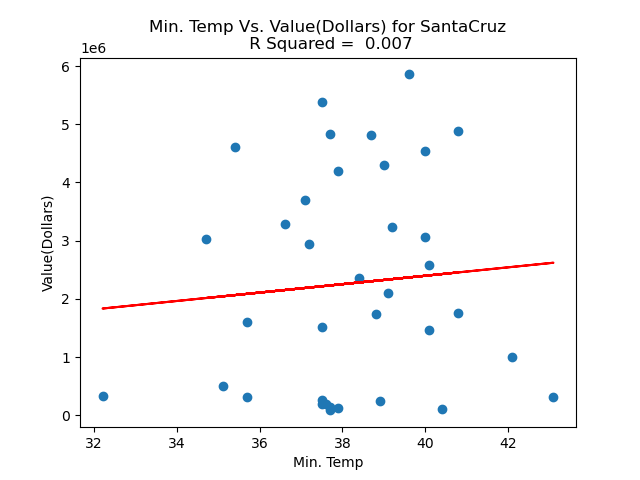 Min. Temp Vs. Value(Dollars) for SantaCruz
R Squared =  0.007
1e6
6
5
4
3
2
1
0
Value(Dollars)
32 34 36 38 40 42
Min. Temp